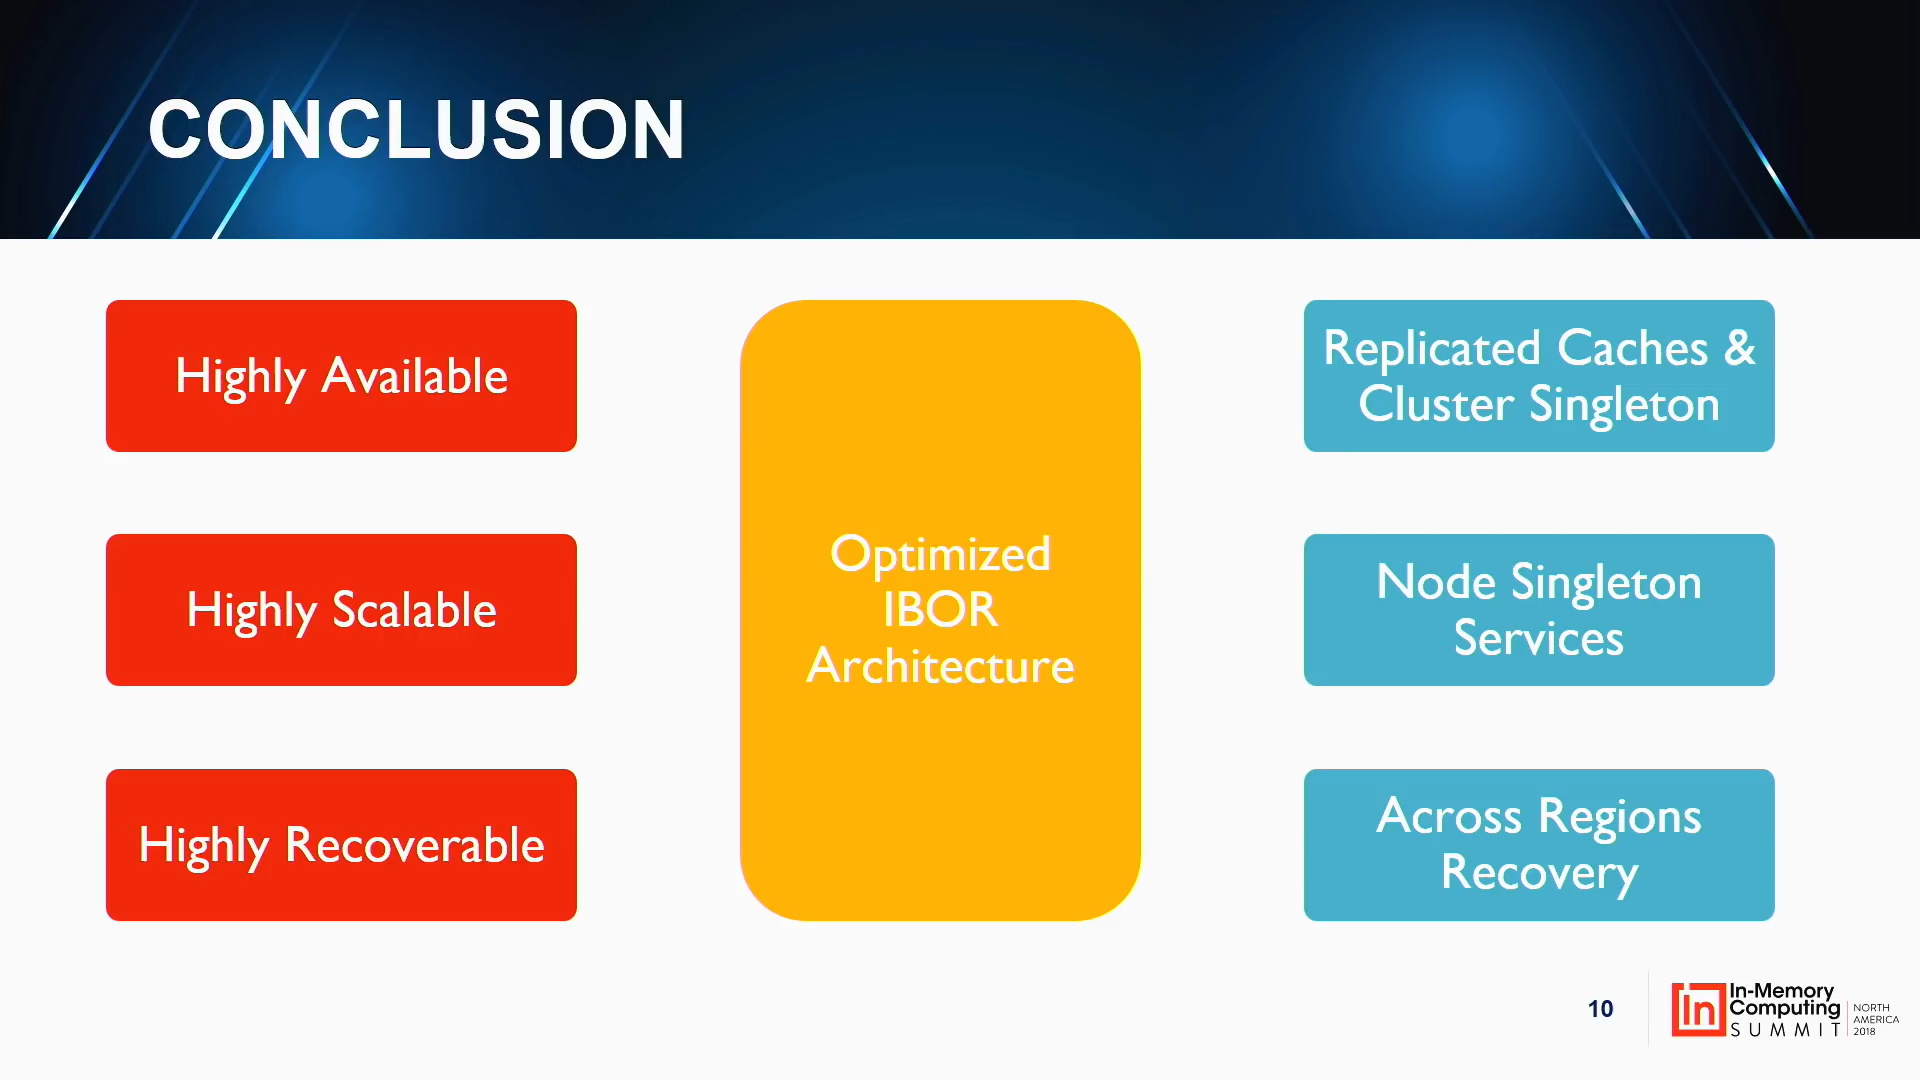 CONCLUSION
Highly Available
Highly Scalable
Highly Recoverable
Optimized
IBOR
Architecture
Replicated Caches &
Cluster Singleton
Node Singleton
Services
Across Regions
Recovery
10
In
In-Memory
Computing
SUMMIT
NORTH
AMERICA
2018